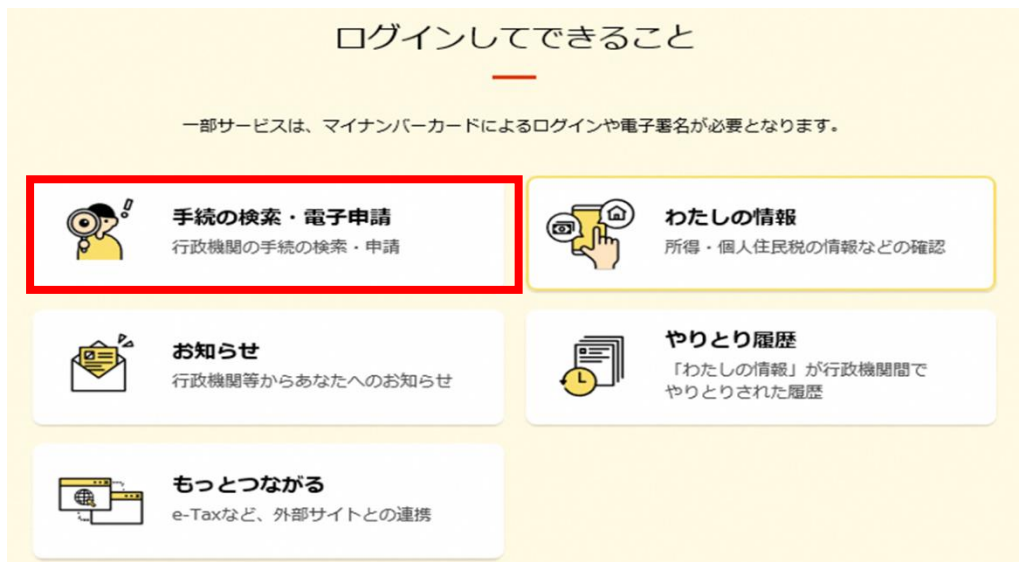 ログインしてできること
一部サービスは、マイナンバーカードによるログインや電子署名が必要となります。
手続の検索・電子申請
行政機関の手続の検索・申請
わたしの情報
所得・個人住民税の情報などの確認
お知らせ
行政機関等からあなたへのお知らせ
やりとり履歴
「わたしの情報」が行政機関間で
やりとりされた履歴
もっとつながる
e-Taxなど、外部サイトとの連携